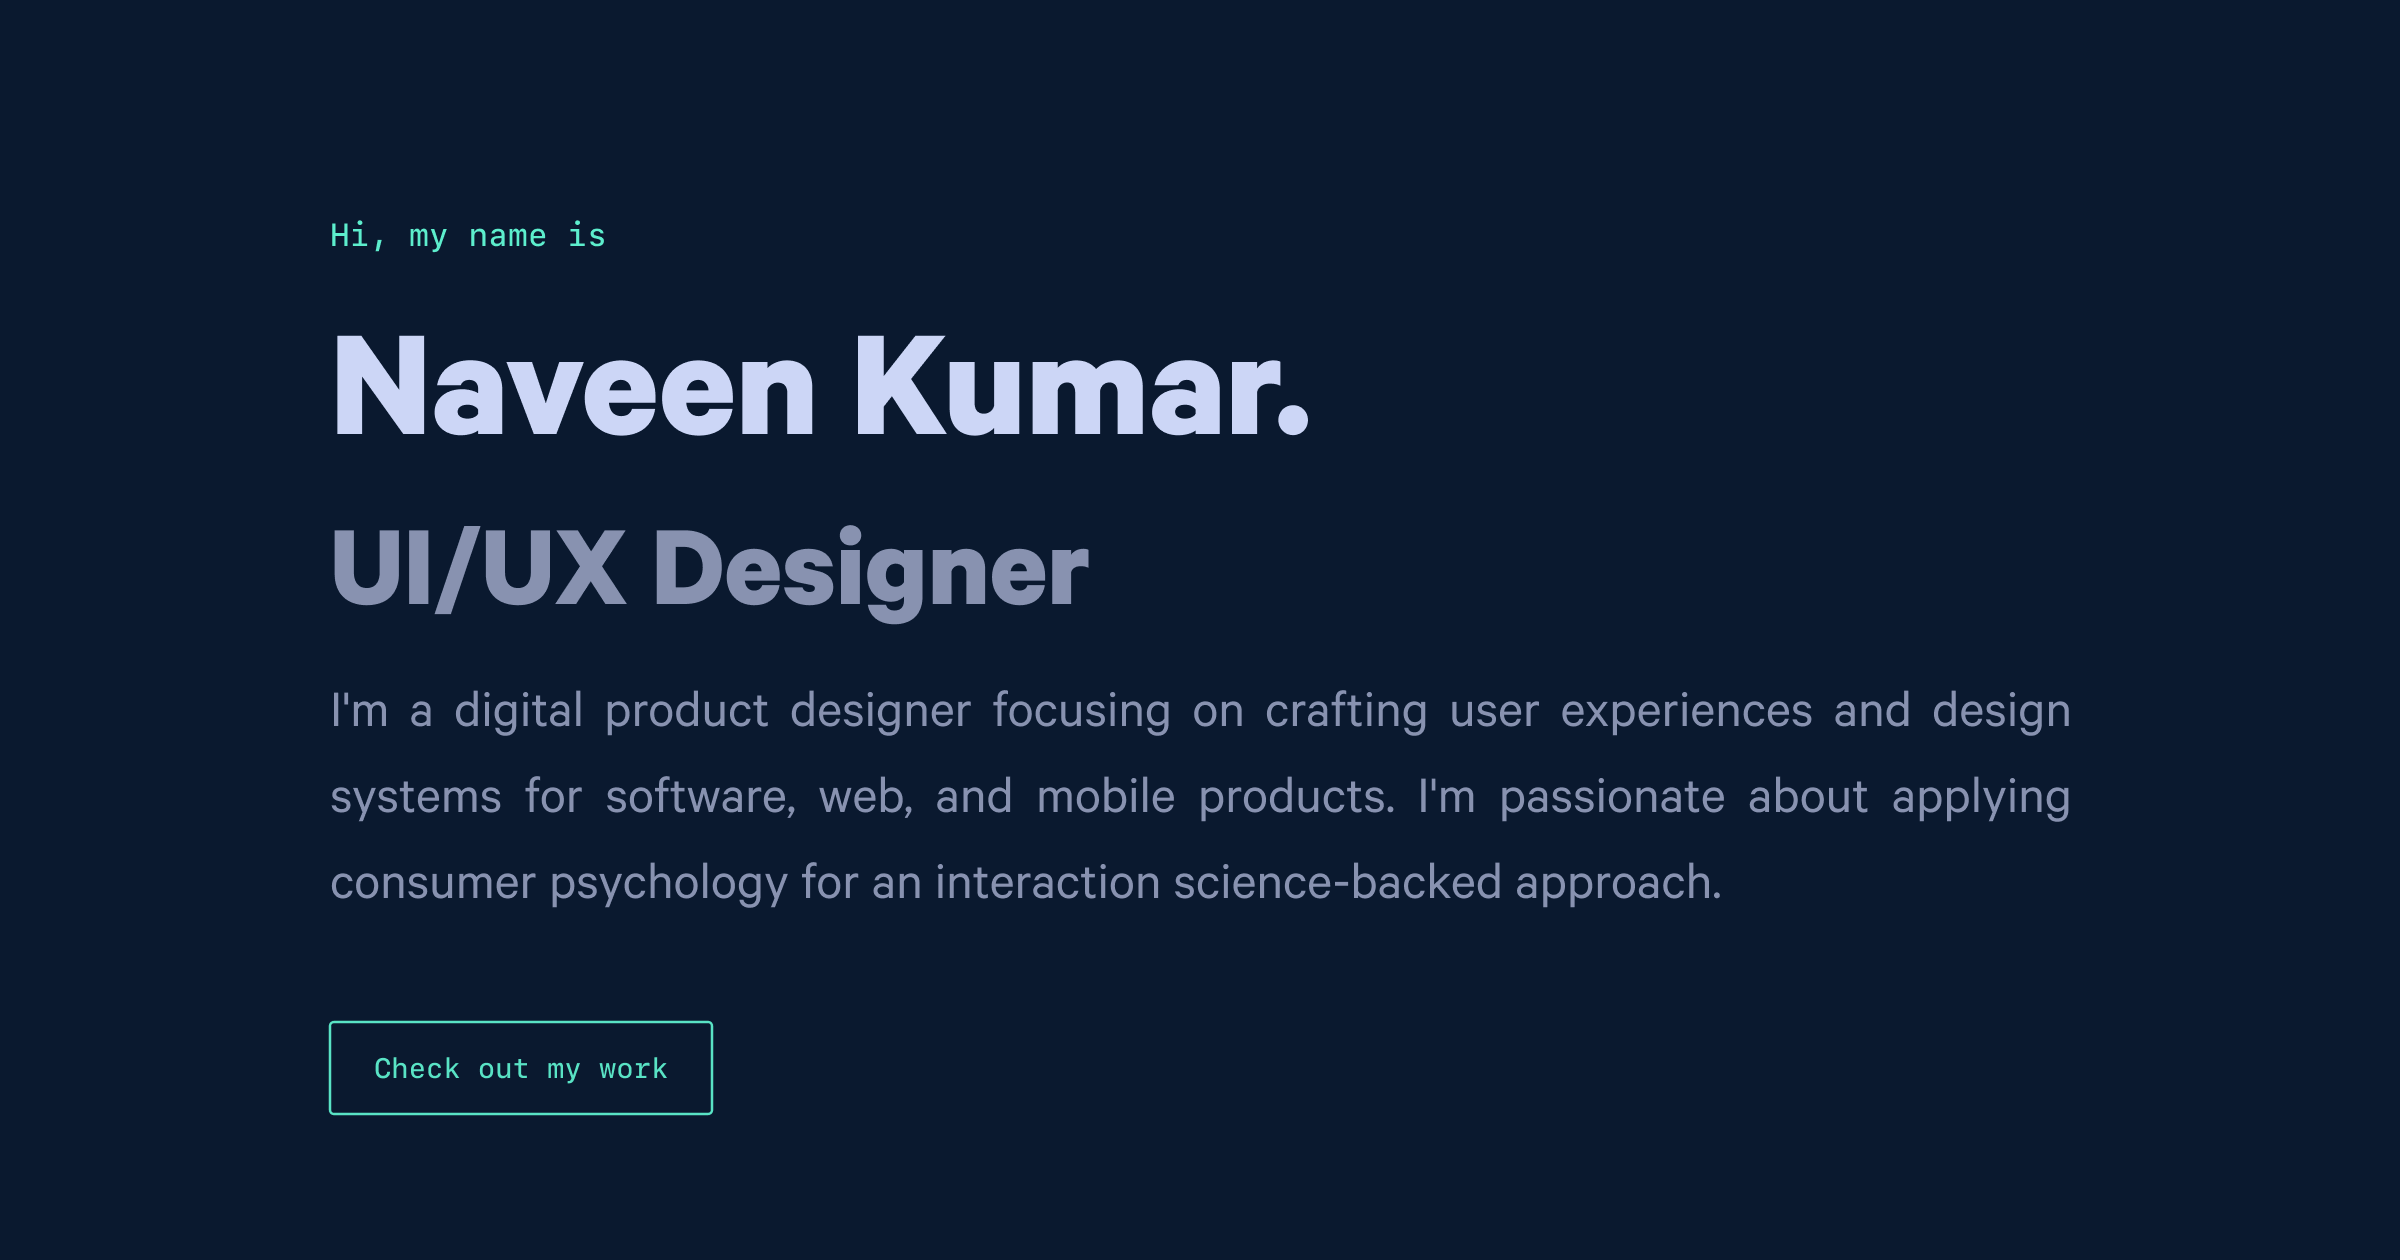 Hi, my name is
Naveen Kumar.
UI/UX Designer
I'm a digital product designer focusing on crafting user experiences and design
systems for software, web, and mobile products. I'm passionate about applying
consumer psychology for an interaction science-backed approach.
Check out my work